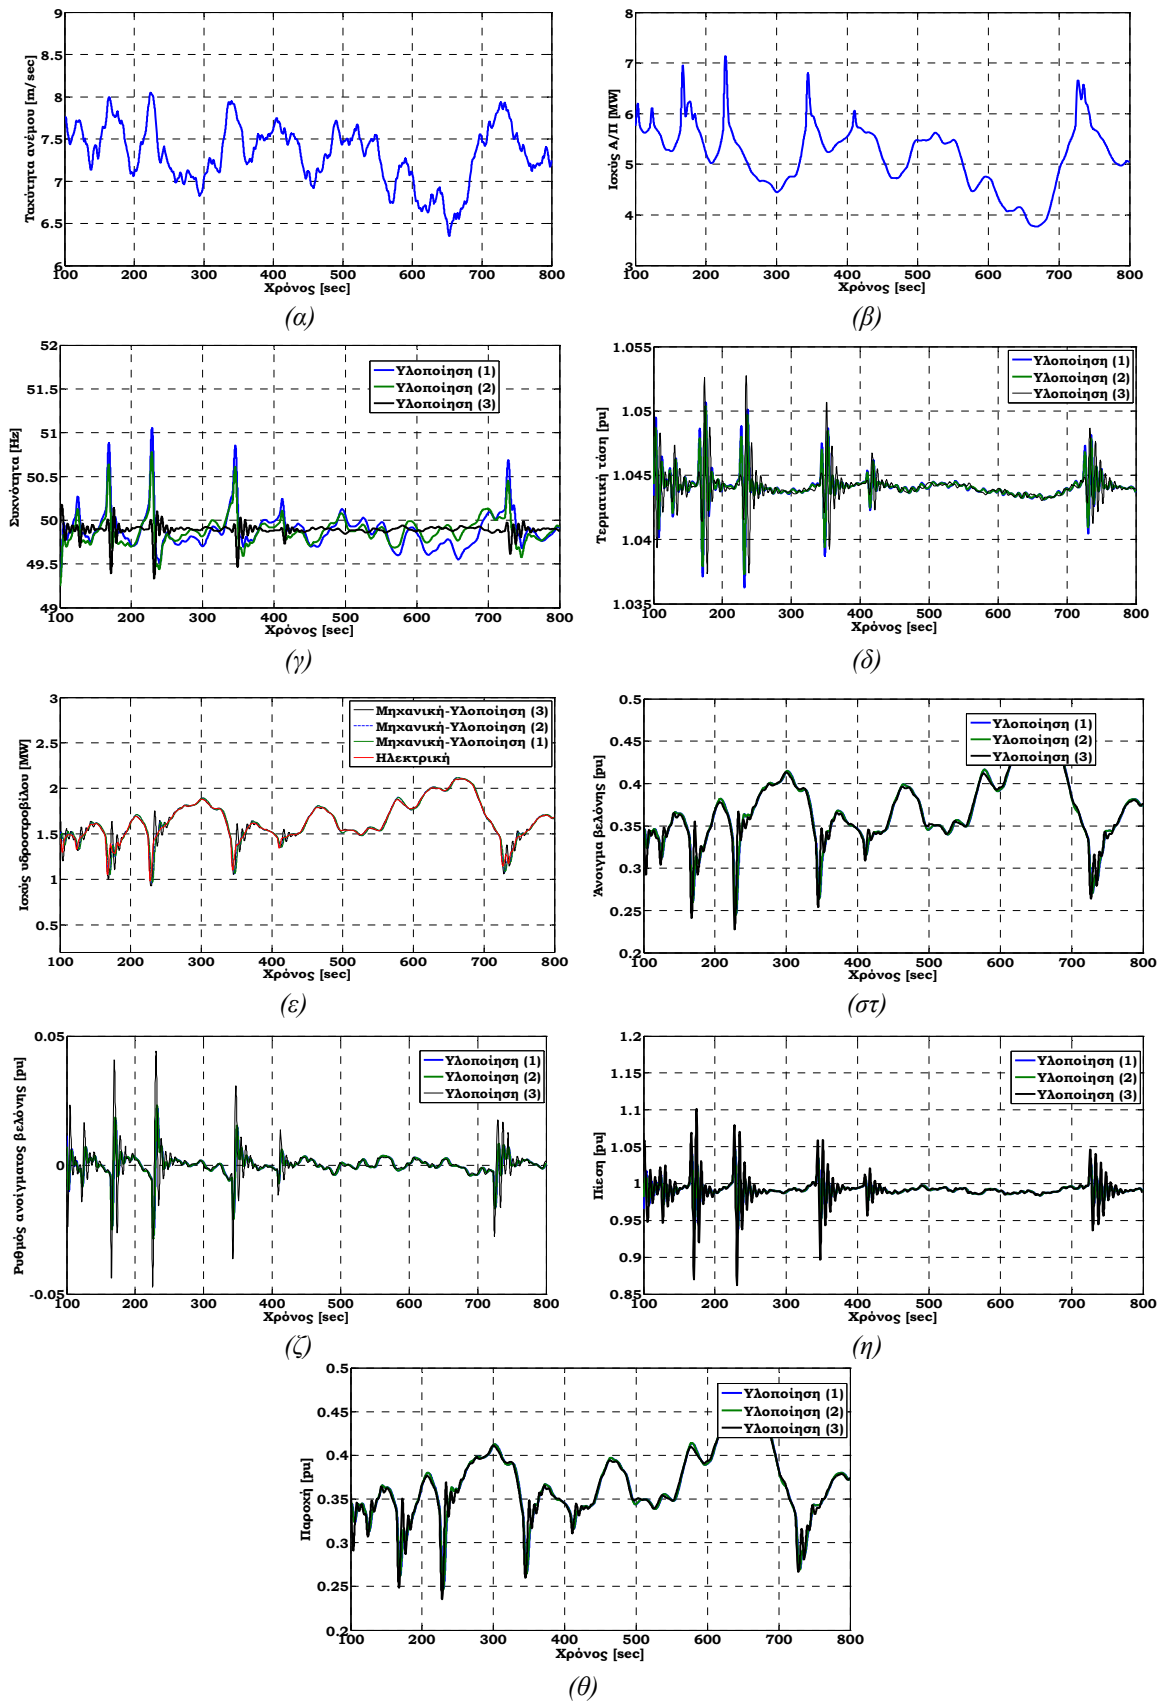 9
8.5
8
7.5
7
6.5
6
Ταχύτητα ανέμου [m/sec]
100 200 300 400 500 600 700 800
Χρόνος [sec]
(α)
8
7
6
5
4
3
Ισχύς Α/Π [MW]
100 200 300 400 500 600 700 800
Χρόνος [sec]
(β)
52
51.5
51
50.5
50
49.5
49
Συχνότητα [Hz]
Υλοποίηση (1)
Υλοποίηση (2)
Υλοποίηση (3)
100 200 300 400 500 600 700 800
Χρόνος [sec]
(γ)
1.055
1.05
1.045
1.04
1.035
Τερματική τάση [pu]
Υλοποίηση (1)
Υλοποίηση (2)
Υλοποίηση (3)
100 200 300 400 500 600 700 800
Χρόνος [sec]
(δ)
3
2.5
2
1.5
1
0.5
Ισχύς υδροστροβίλου [MW]
Μηχανική-Υλοποίηση (3)
Μηχανική-Υλοποίηση (2)
Μηχανική-Υλοποίηση (1)
Ηλεκτρική
100 200 300 400 500 600 700 800
Χρόνος [sec]
(ε)
0.5
0.45
0.4
0.35
0.3
0.25
0.2
Άνοιγμα βελόνης [pu]
Υλοποίηση (1)
Υλοποίηση (2)
Υλοποίηση (3)
100 200 300 400 500 600 700 800
Χρόνος [sec]
(στ)
0.05
0
-0.05
Ρυθμός ανοίγματος βελόνης [pu]
Υλοποίηση (1)
Υλοποίηση (2)
Υλοποίηση (3)
100 200 300 400 500 600 700 800
Χρόνος [sec]
(ζ)
1.2
1.15
1.1
1.05
1
0.95
0.9
0.85
Πίεση [pu]
Υλοποίηση (1)
Υλοποίηση (2)
Υλοποίηση (3)
100 200 300 400 500 600 700 800
Χρόνος [sec]
(η)
0.5
0.45
0.4
0.35
0.3
0.25
0.2
Παροχή [pu]
Υλοποίηση (1)
Υλοποίηση (2)
Υλοποίηση (3)
100 200 300 400 500 600 700 800
Χρόνος [sec]
(θ)